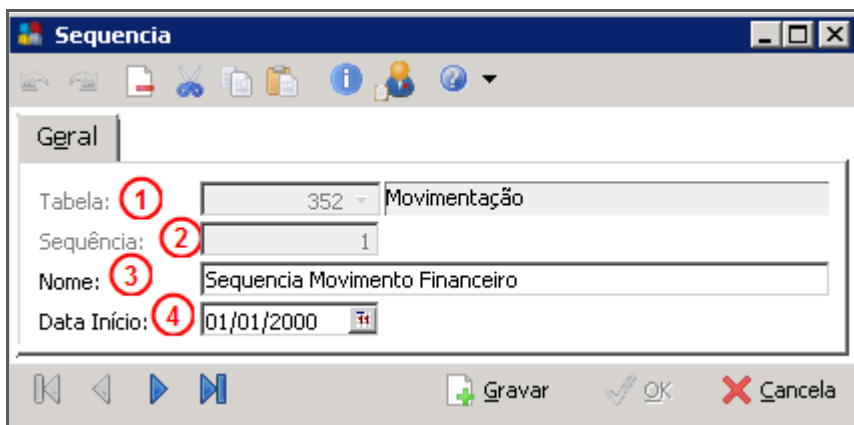 Sequencia
Geral
Tabela: 1 352 Movimentação
Sequência: 2 1
Nome: 3 Sequencia Movimento Financeiro
Data Início: 4 01/01/2000
Gravar OK Cancela